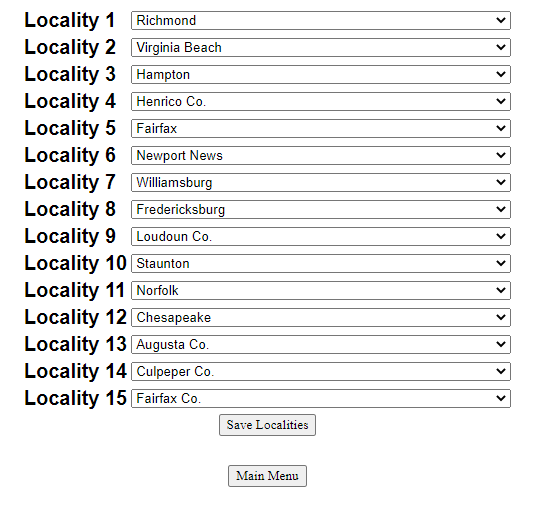 Locality 1 Richmond
Locality 2 Virginia Beach
Locality 3 Hampton
Locality 4 Henrico Co.
Locality 5 Fairfax
Locality 6 Newport News
Locality 7 Williamsburg
Locality 8 Fredericksburg
Locality 9 Loudoun Co.
Locality 10 Staunton
Locality 11 Norfolk
Locality 12 Chesapeake
Locality 13 Augusta Co.
Locality 14 Culpeper Co.
Locality 15 Fairfax Co.
Save Localities
Main Menu